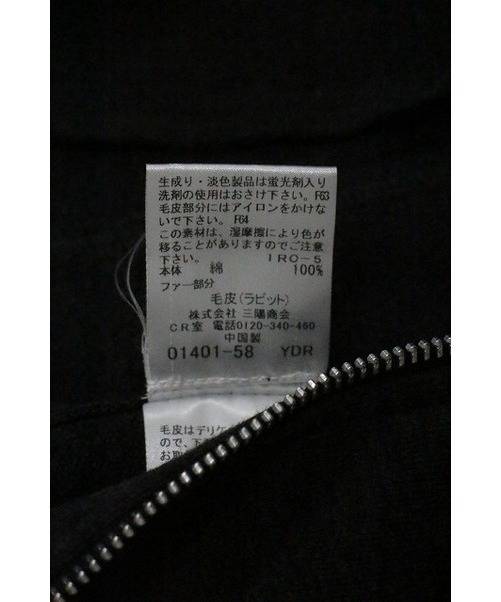 生成り・淡色製品は蛍光剤入り
洗剤の使用はおさけ下さい。F63
毛皮部分にはアイロンをかけな
いで下さい。 F64
この素材は、湿摩擦により色が
移ることがありますのでご注意
下さい。 IRO-5
本体 綿 100%
ファー部分
毛皮(ラビット)
株式会社 三陽商会
CR室 電話0120-340-460
中国製
01401-58 YDR
毛皮はデリケ
ので、下
お取